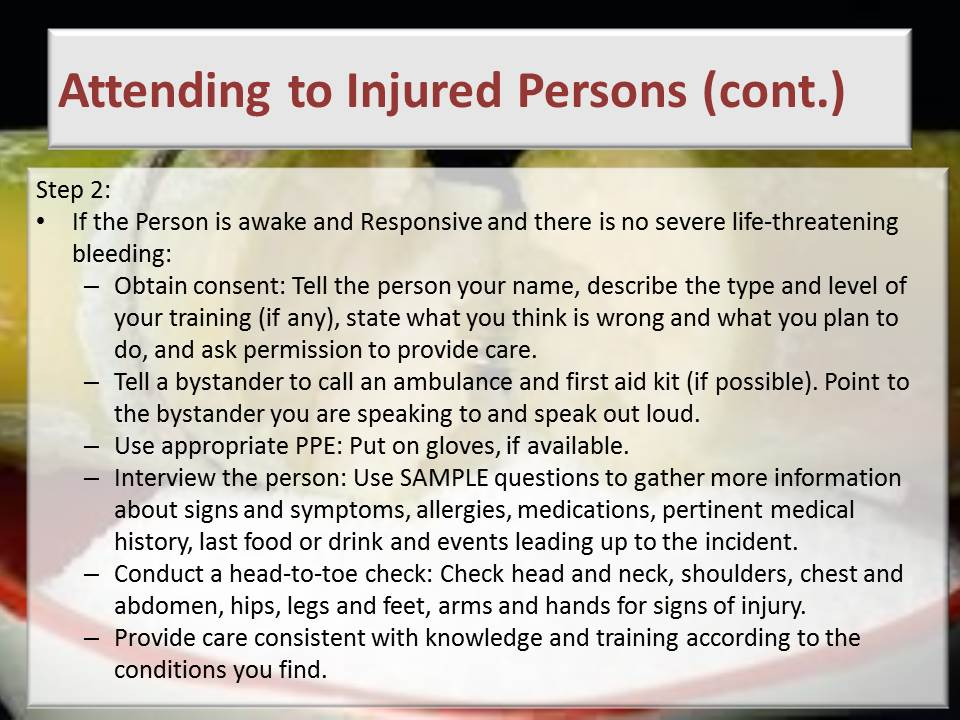 Attending to Injured Persons (cont.)
Step 2:
• If the Person is awake and Responsive and there is no severe life-threatening
bleeding:
– Obtain consent: Tell the person your name, describe the type and level of
your training (if any), state what you think is wrong and what you plan to
do, and ask permission to provide care.
– Tell a bystander to call an ambulance and first aid kit (if possible). Point to
the bystander you are speaking to and speak out loud.
– Use appropriate PPE: Put on gloves, if available.
– Interview the person: Use SAMPLE questions to gather more information
about signs and symptoms, allergies, medications, pertinent medical
history, last food or drink and events leading up to the incident.
– Conduct a head-to-toe check: Check head and neck, shoulders, chest and
abdomen, hips, legs and feet, arms and hands for signs of injury.
– Provide care consistent with knowledge and training according to the
conditions you find.